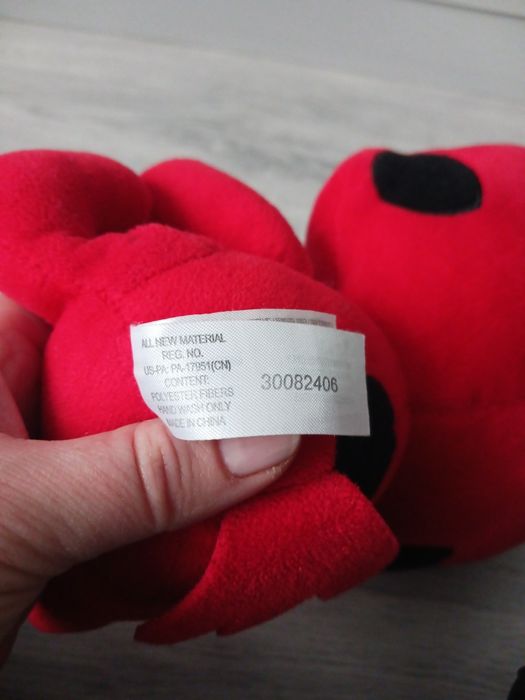 ALL NEW MATERIAL
REG. NO.
US-PA: PA-17951(CN)
CONTENT:
POLYESTER FIBERS
HAND WASH ONLY
MADE IN CHINA
30082406